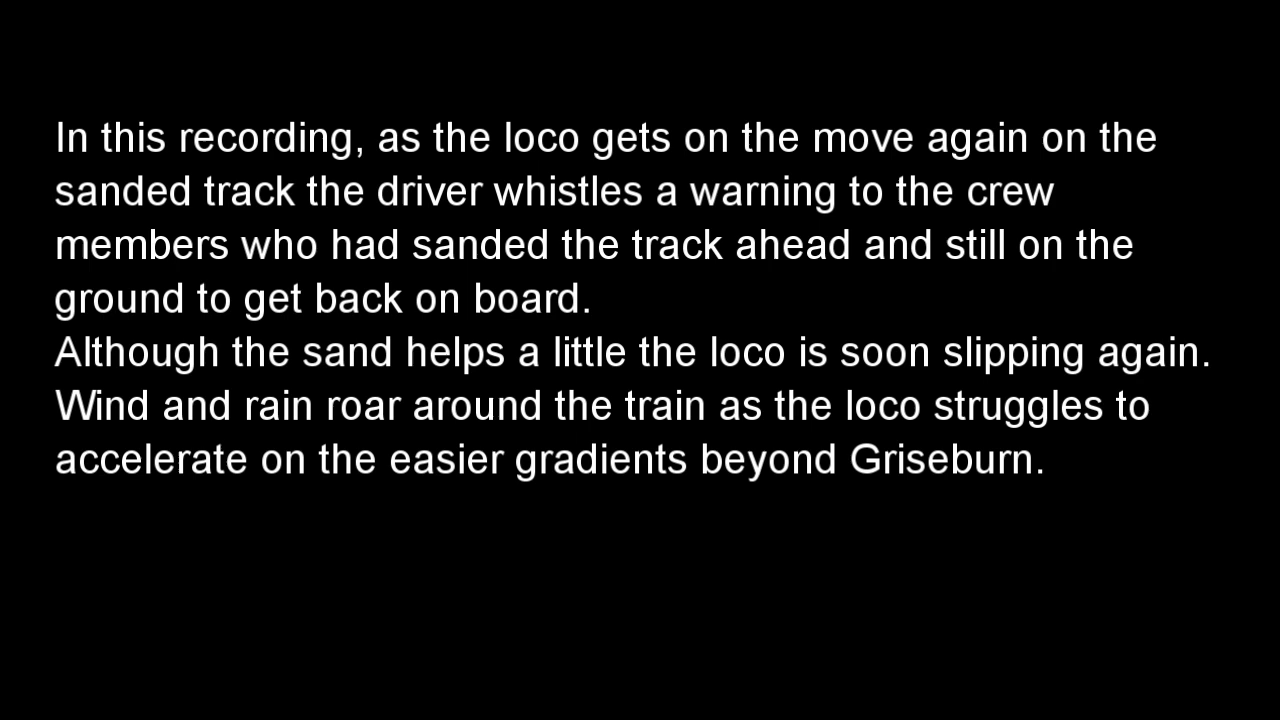 In this recording, as the loco gets on the move again on the
sanded track the driver whistles a warning to the crew
members who had sanded the track ahead and still on the
ground to get back on board.
Although the sand helps a little the loco is soon slipping again.
Wind and rain roar around the train as the loco struggles to
accelerate on the easier gradients beyond Griseburn.